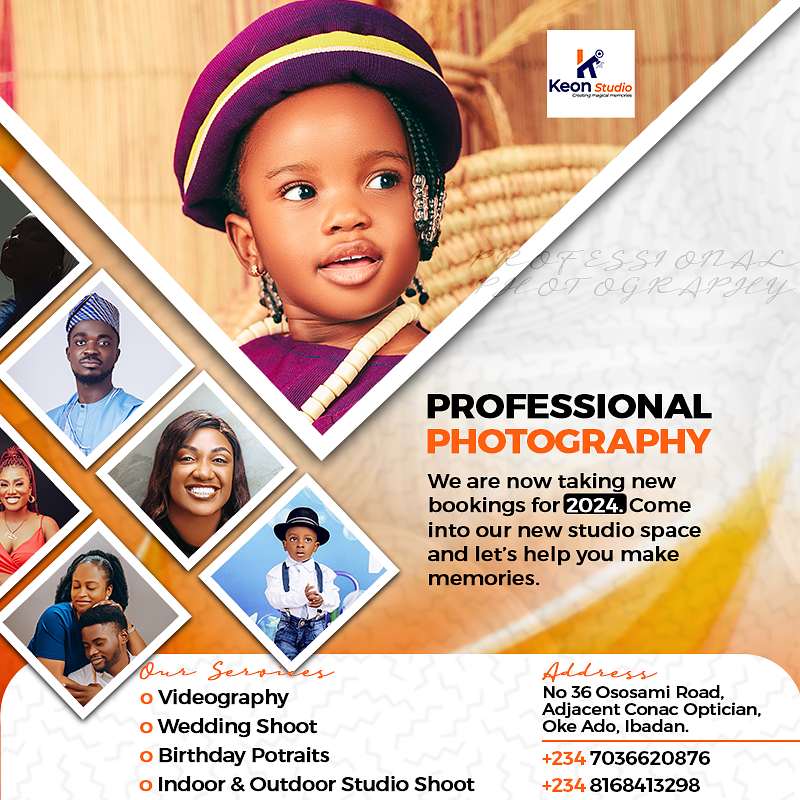 Keon Studio
Creating magical memories
PROFESSIONAL
PHOTOGRAPHY
PROFESSIONAL
PHOTOGRAPHY
We are now taking new
bookings for 2024. Come
into our new studio space
and let's help you make
memories.
Our Services
o Videography
o Wedding Shoot
o Birthday Potraits
o Indoor & Outdoor Studio Shoot
Address
No 36 Ososami Road,
Adjacent Conac Optician,
Oke Ado, Ibadan.
+234 7036620876
+234 8168413298